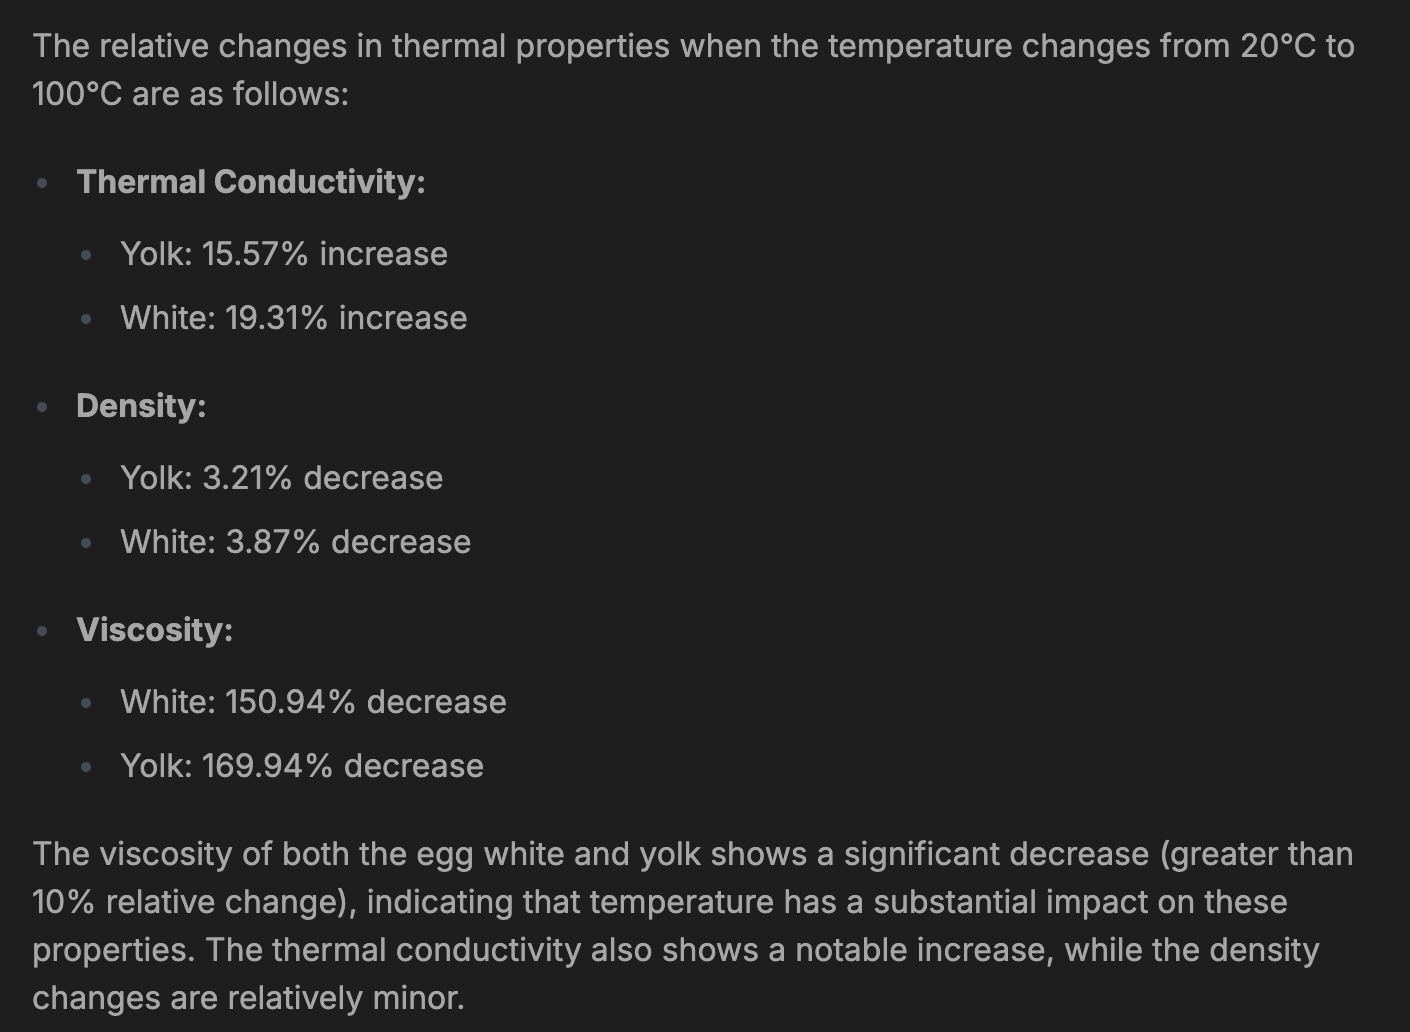 The relative changes in thermal properties when the temperature changes from 20°C to
100°C are as follows:
• Thermal Conductivity:
• Yolk: 15.57% increase
• White: 19.31% increase
• Density:
• Yolk: 3.21% decrease
• White: 3.87% decrease
• Viscosity:
• White: 150.94% decrease
• Yolk: 169.94% decrease
The viscosity of both the egg white and yolk shows a significant decrease (greater than
10% relative change), indicating that temperature has a substantial impact on these
properties. The thermal conductivity also shows a notable increase, while the density
changes are relatively minor.